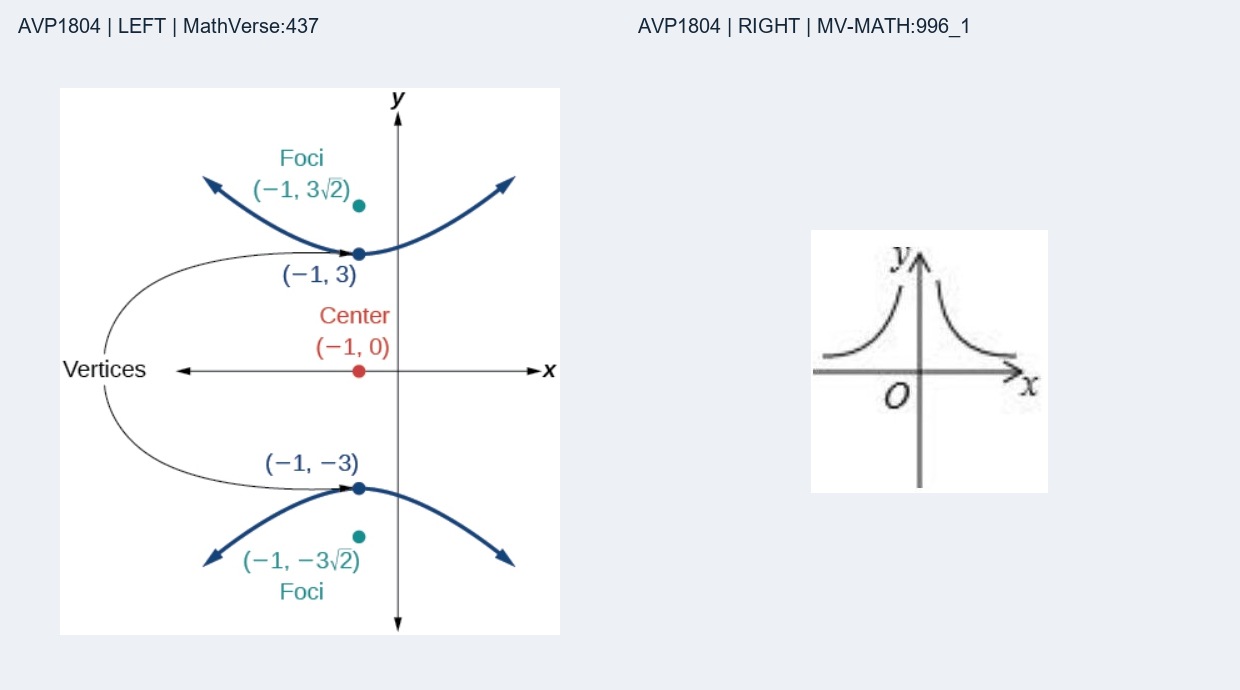 AVP1804 | LEFT | MathVerse:437
AVP1804 | RIGHT | MV-MATH:996_1
y
Foci
(−1, 3√2)
(−1, 3)
Center
(−1, 0)
Vertices
x
(−1, −3)
(−1, −3√2)
Foci
y
O
x